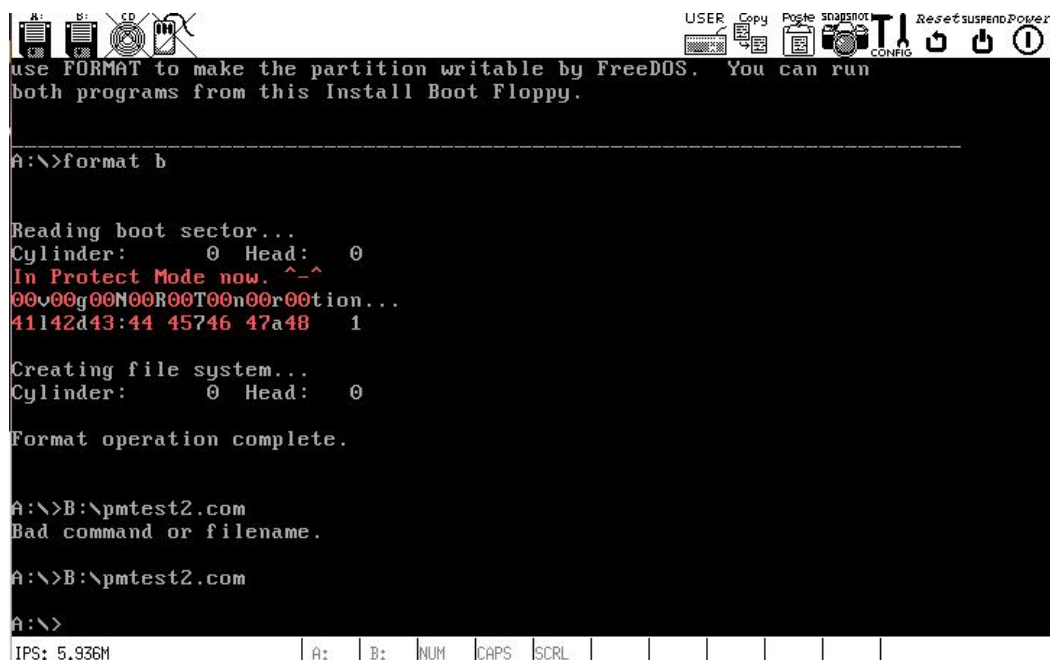 A: B: CD USER Copy Paste snapshot CONFIG Reset SUSPEND Power
use FORMAT to make the partition writable by FreeDOS.  You can run
both programs from this Install Boot Floppy.
A:\>format b
Reading boot sector...
Cylinder:      0  Head:   0
In Protect Mode now. ^-^
00v00g00N00R00T00n00r00tion...
41l42d43:44 45746 47a48   1
Creating file system...
Cylinder:      0  Head:   0
Format operation complete.
A:\>B:\pmtest2.com
Bad command or filename.
A:\>B:\pmtest2.com
A:\>
IPS: 5.936M A: B: NUM CAPS SCRL